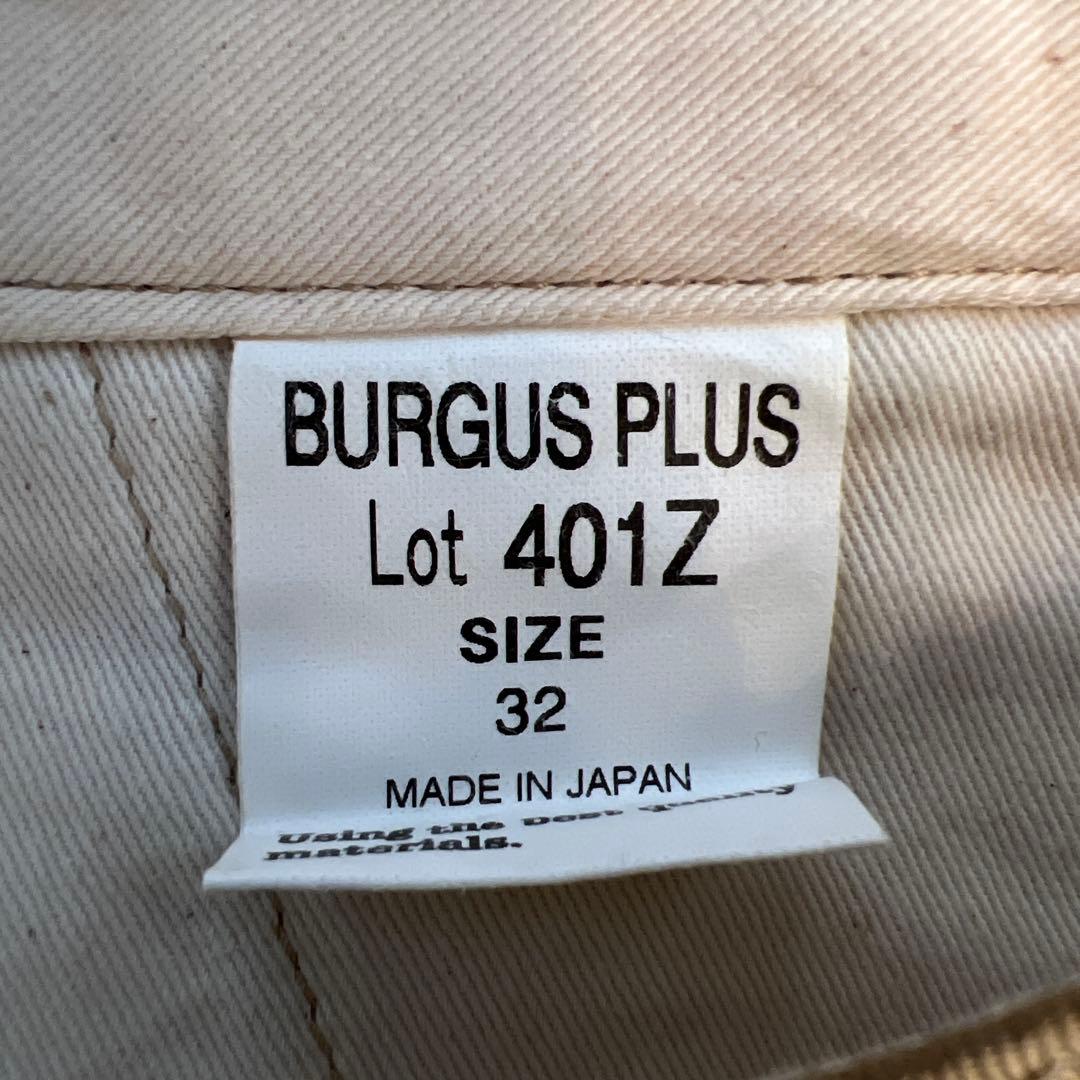 BURGUS PLUS
Lot 401Z
SIZE
32
MADE IN JAPAN
Using the best quality
materials.